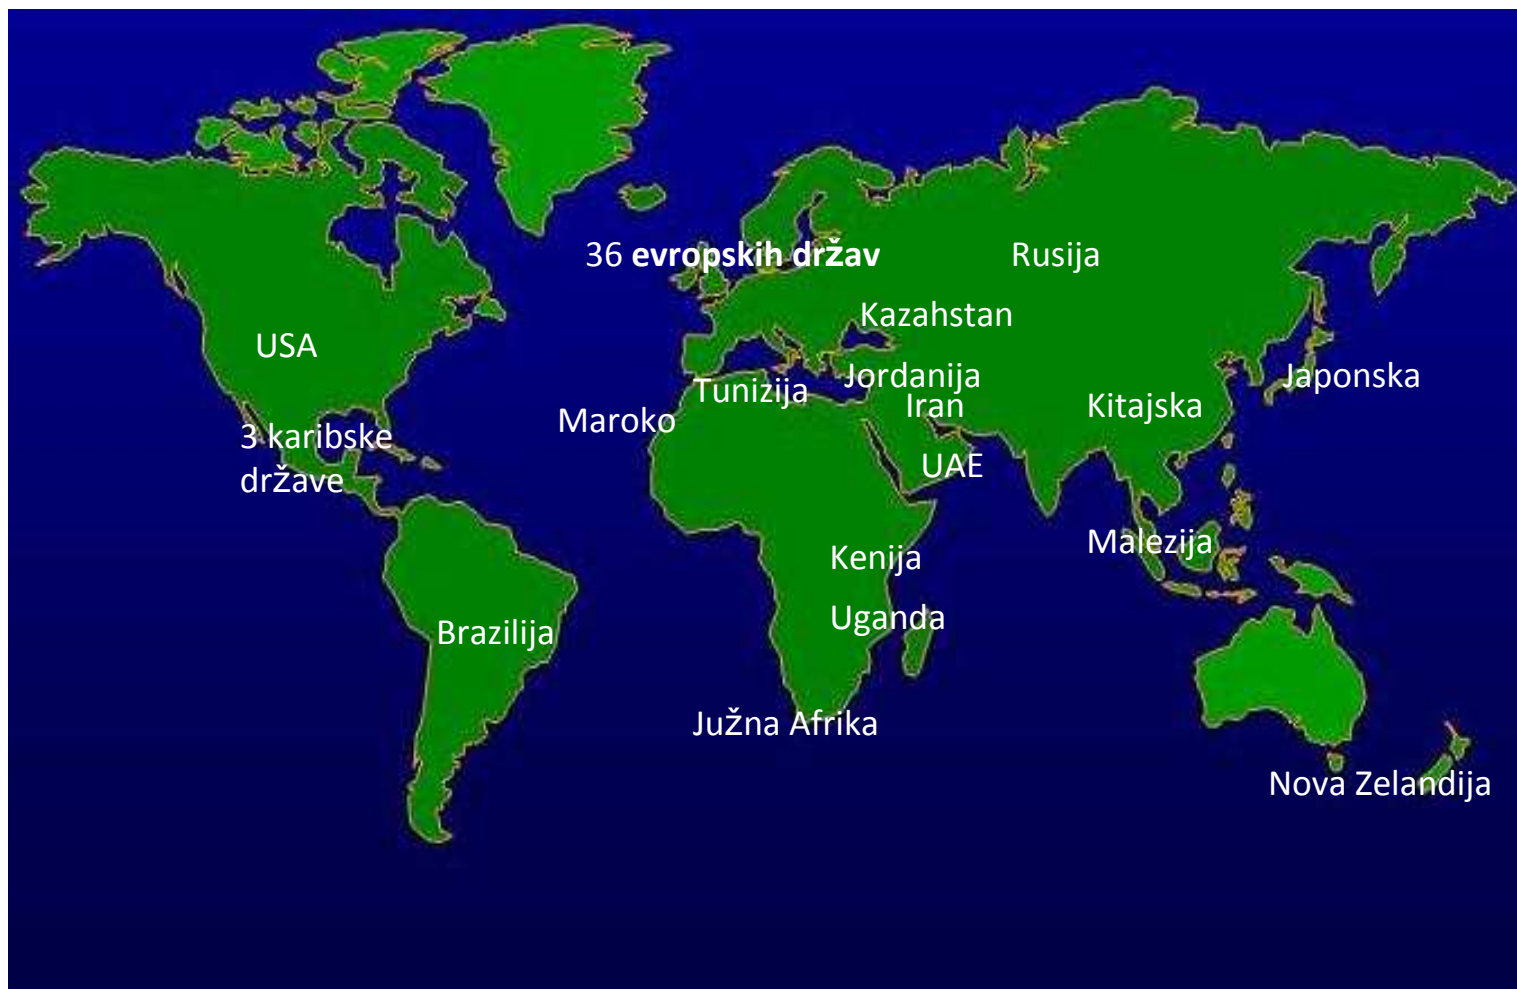 36 evropskih držav
Rusija
Kazahstan
USA
Jordanija
Japonska
Tunizija
Iran
Kitajska
Maroko
3 karibske
države
UAE
Malezija
Kenija
Uganda
Brazilija
Južna Afrika
Nova Zelandija